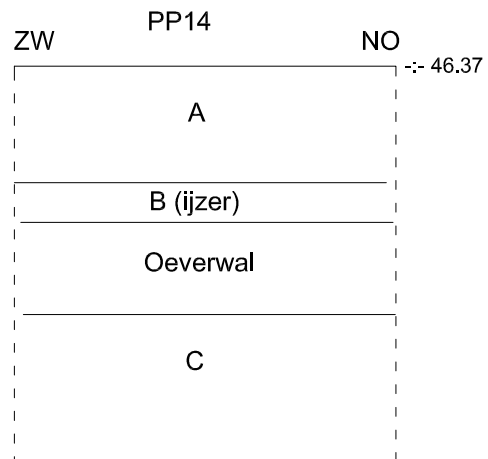 PP14
ZW NO
-:- 46.37
A
B (ijzer)
Oeverwal
C